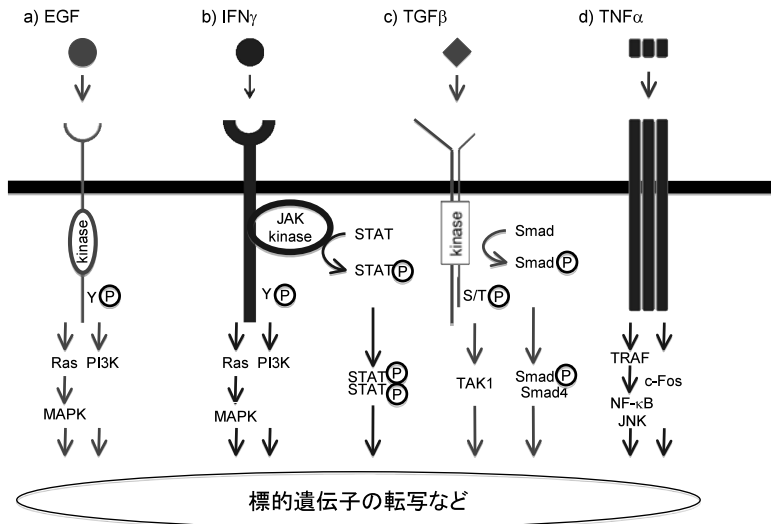 a) EGF
b) IFNγ
c) TGFβ
d) TNFα
kinase
JAK
kinase
STAT
STAT P
kinase
Smad
Smad P
Y P
Y P
S/T P
Ras PI3K
MAPK
Ras PI3K
MAPK
STAT P
STAT P
TAK1
Smad P
Smad4
TRAF
c-Fos
NF-κB
JNK
標的遺伝子の転写など